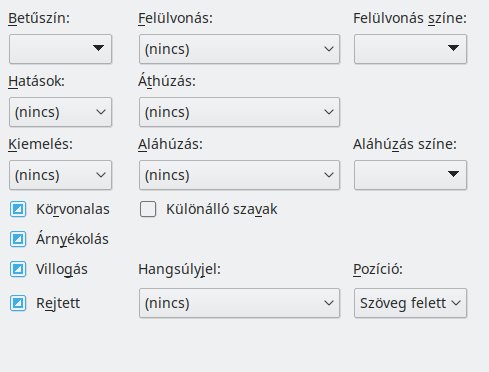 Betűszín: Felülvonás: Felülvonás színe:
(nincs)
Hatások: Áthúzás:
(nincs) (nincs)
Kiemelés: Aláhúzás: Aláhúzás színe:
(nincs) (nincs)
Körvonalas Különálló szavak
Árnyékolás
Villogás Hangsúlyjel: Pozíció:
Rejtett (nincs) Szöveg felett